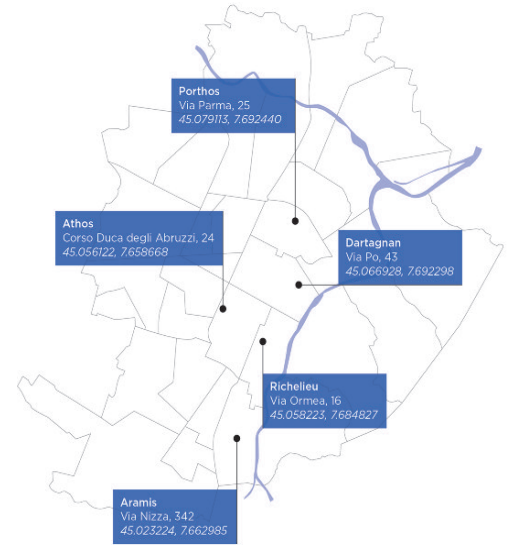 Porthos
Via Parma, 25
45.079113, 7.692440
Athos
Corso Duca degli Abruzzi, 24
45.056122, 7.658668
Dartagnan
Via Po, 43
45.066928, 7.692298
Richelieu
Via Ormea, 16
45.058223, 7.684827
Aramis
Via Nizza, 342
45.023224, 7.662985